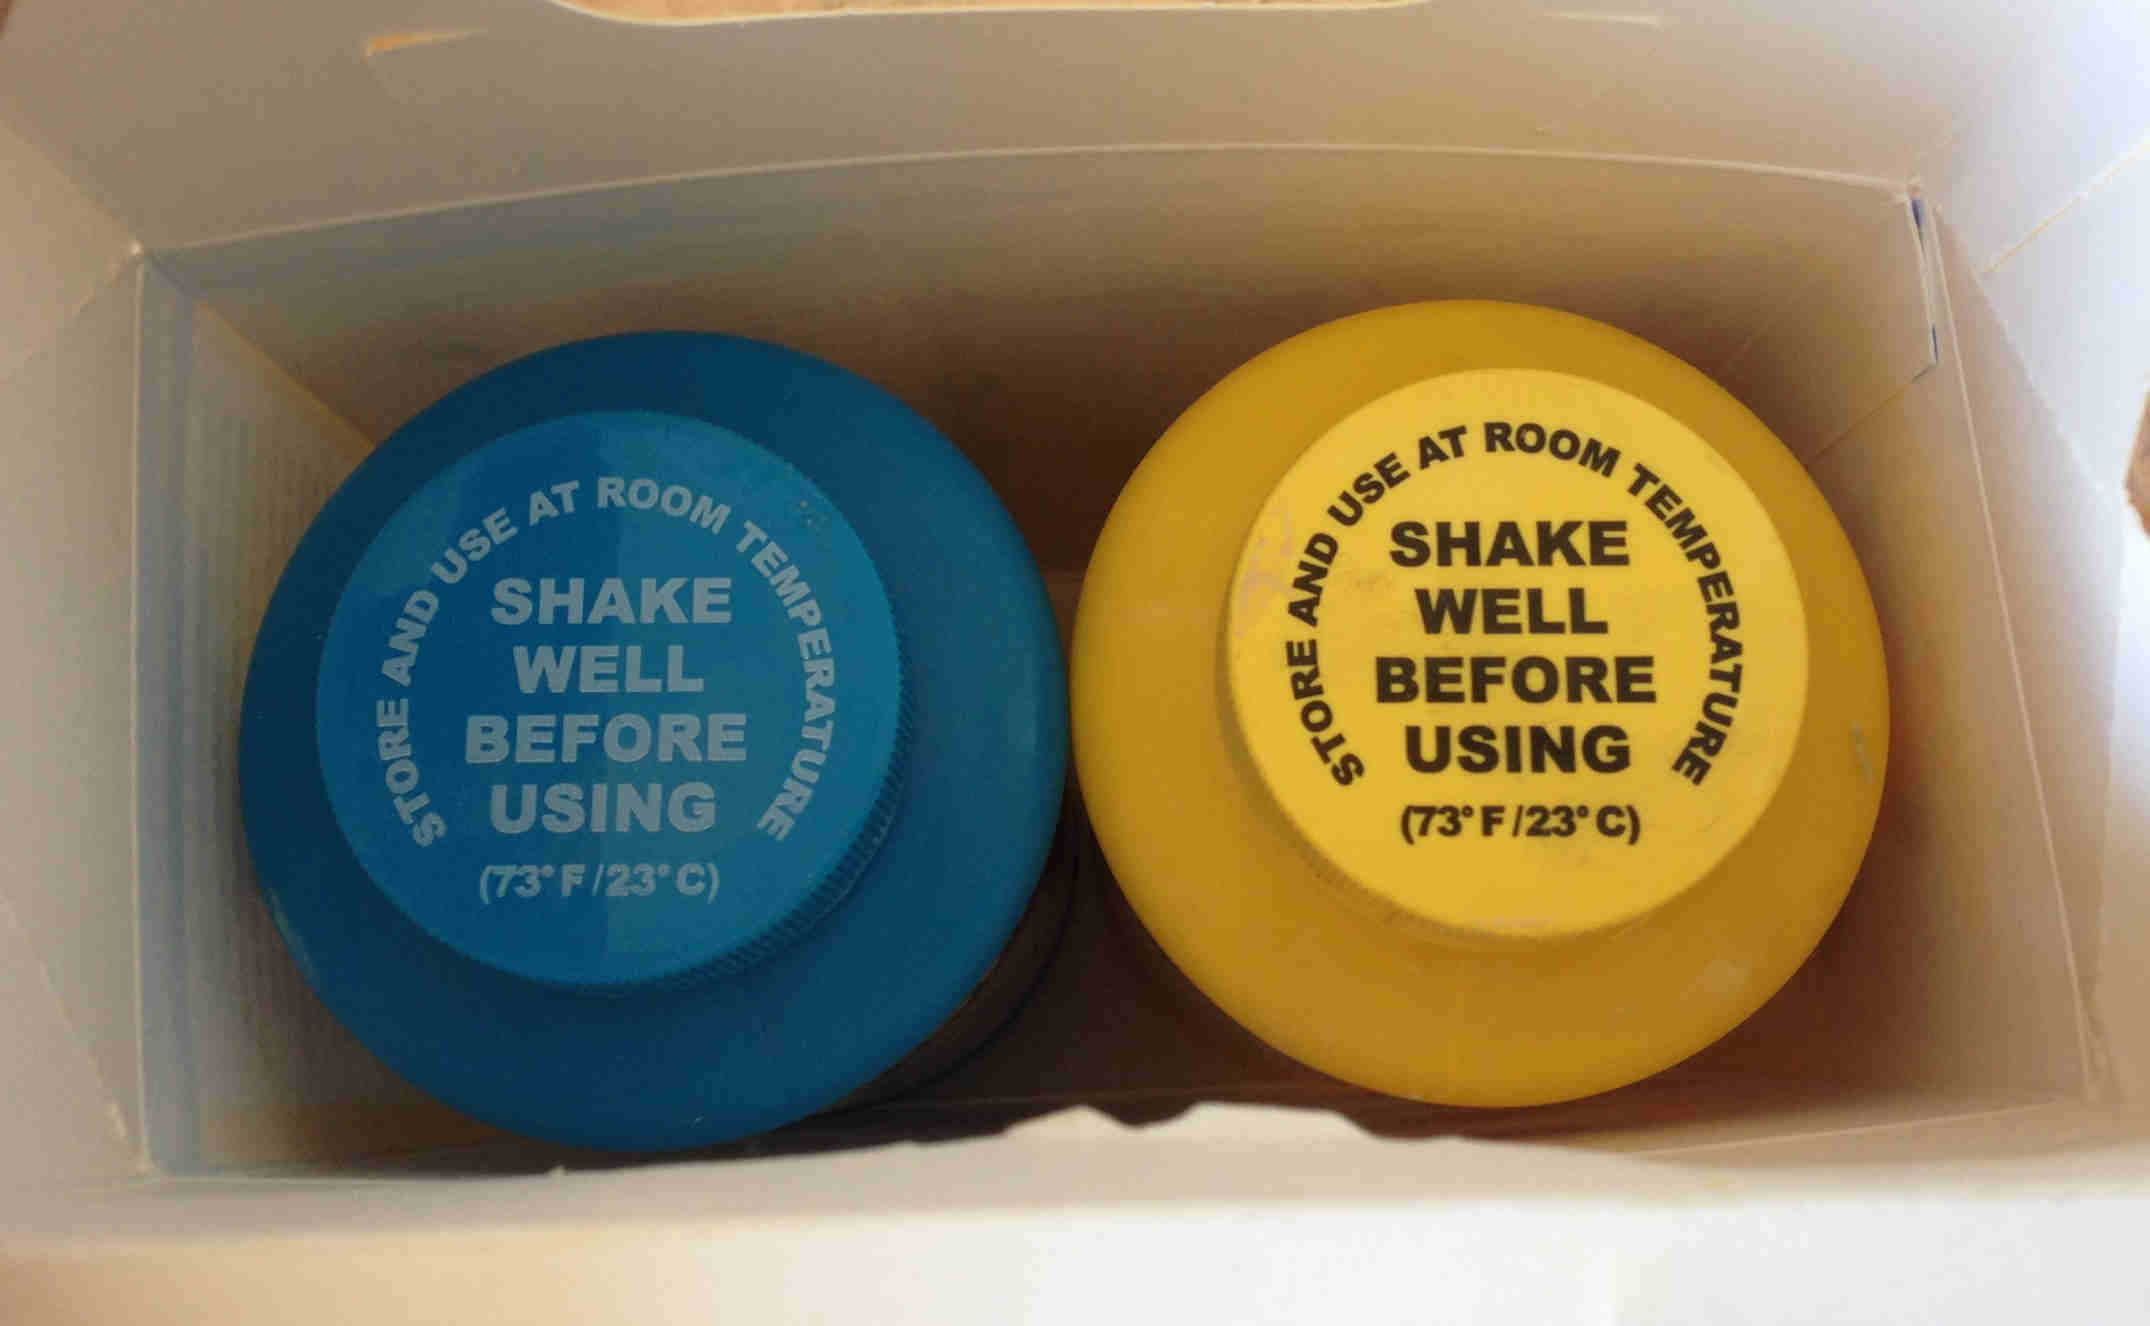 STORE AND USE AT ROOM TEMPERATURE
SHAKE
WELL
BEFORE
USING
(73°F/23°C)
STORE AND USE AT ROOM TEMPERATURE
SHAKE
WELL
BEFORE
USING
(73°F/23°C)